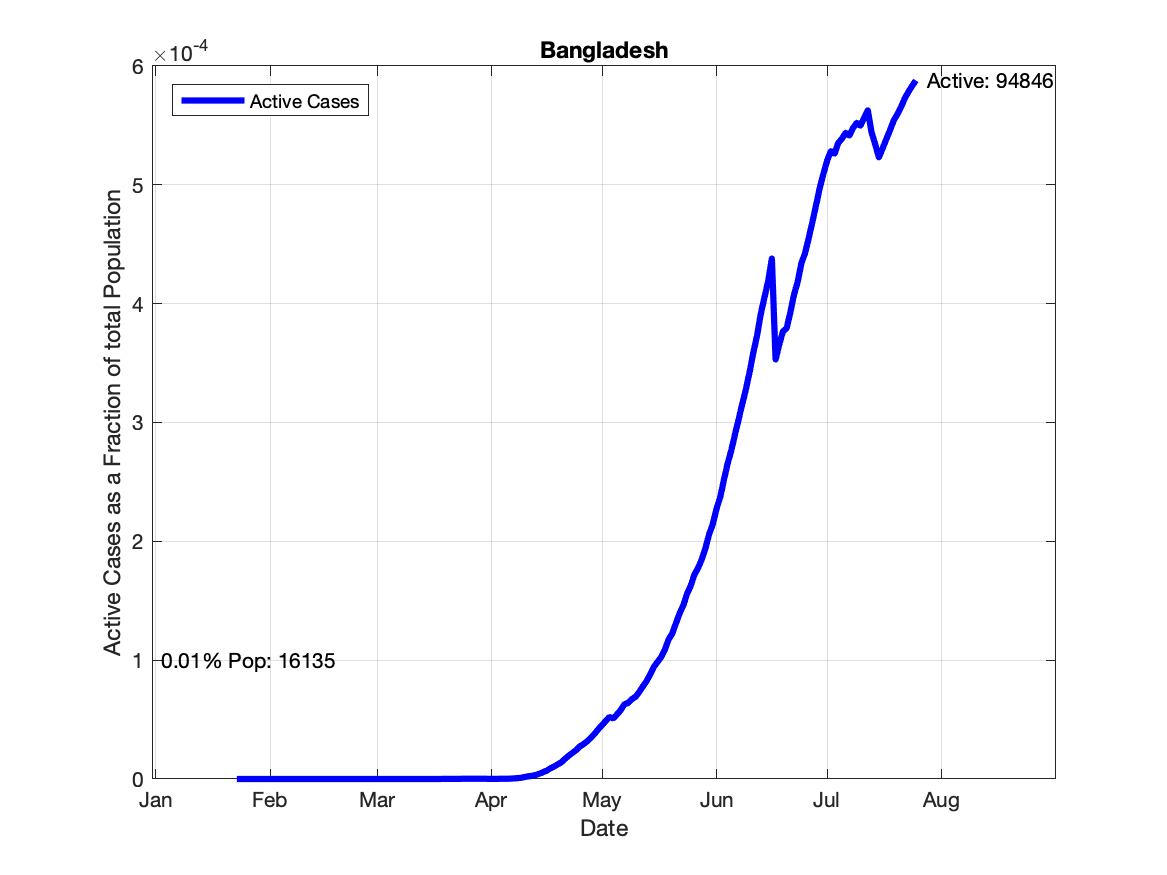 Bangladesh
×10⁻⁴
Active Cases
Active: 94846
6
5
4
3
2
1
0
0.01% Pop: 16135
Active Cases as a Fraction of total Population
Jan Feb Mar Apr May Jun Jul Aug
Date